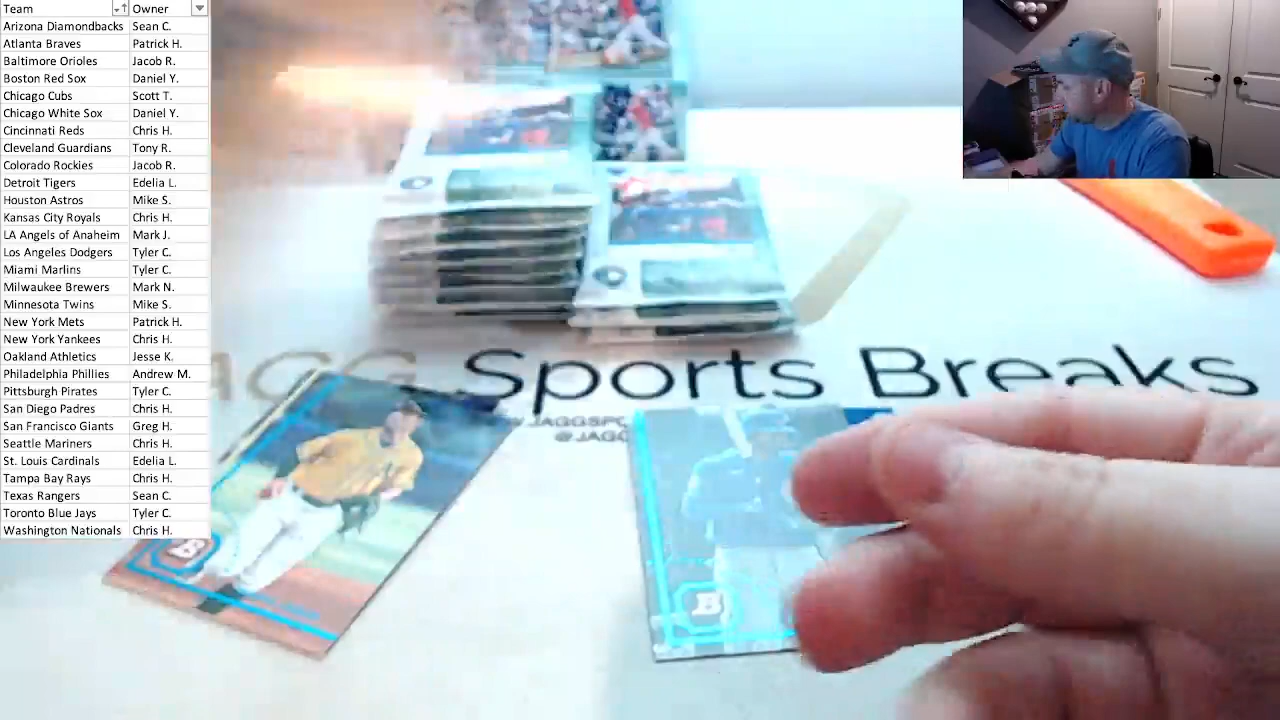 Team Owner
Arizona Diamondbacks Sean C.
Atlanta Braves Patrick H.
Baltimore Orioles Jacob R.
Boston Red Sox Daniel Y.
Chicago Cubs Scott T.
Chicago White Sox Daniel Y.
Cincinnati Reds Chris H.
Cleveland Guardians Tony R.
Colorado Rockies Jacob R.
Detroit Tigers Edelia L.
Houston Astros Mike S.
Kansas City Royals Chris H.
LA Angels of Anaheim Mark J.
Los Angeles Dodgers Tyler C.
Miami Marlins Tyler C.
Milwaukee Brewers Mark N.
Minnesota Twins Mike S.
New York Mets Patrick H.
New York Yankees Chris H.
Oakland Athletics Jesse K.
Philadelphia Phillies Andrew M.
Pittsburgh Pirates Tyler C.
San Diego Padres Chris H.
San Francisco Giants Greg H.
Seattle Mariners Chris H.
St. Louis Cardinals Edelia L.
Tampa Bay Rays Chris H.
Texas Rangers Sean C.
Toronto Blue Jays Tyler C.
Washington Nationals Chris H.
AGG Sports Breaks
JAGGSPO
@JAGG
B
B